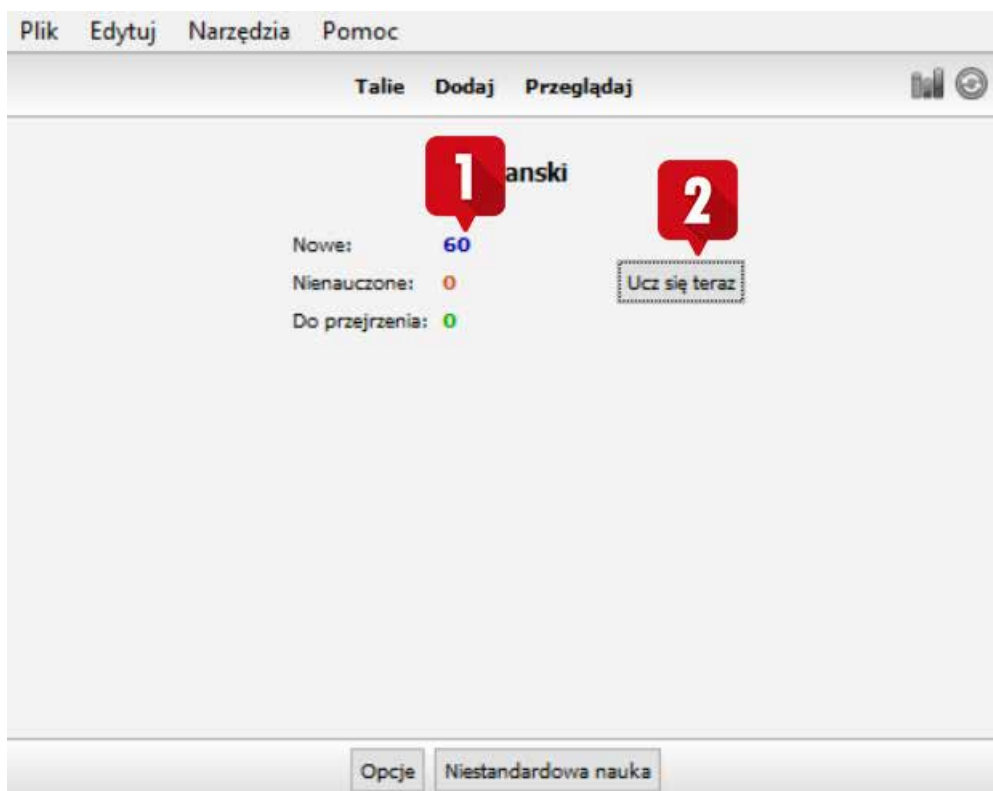 Plik Edytuj Narzędzia Pomoc
Talie Dodaj Przeglądaj
1 anski
2
Nowe: 60
Nienauczone: 0
Ucz się teraz
Do przejrzenia: 0
Opcje Niestandardowa nauka